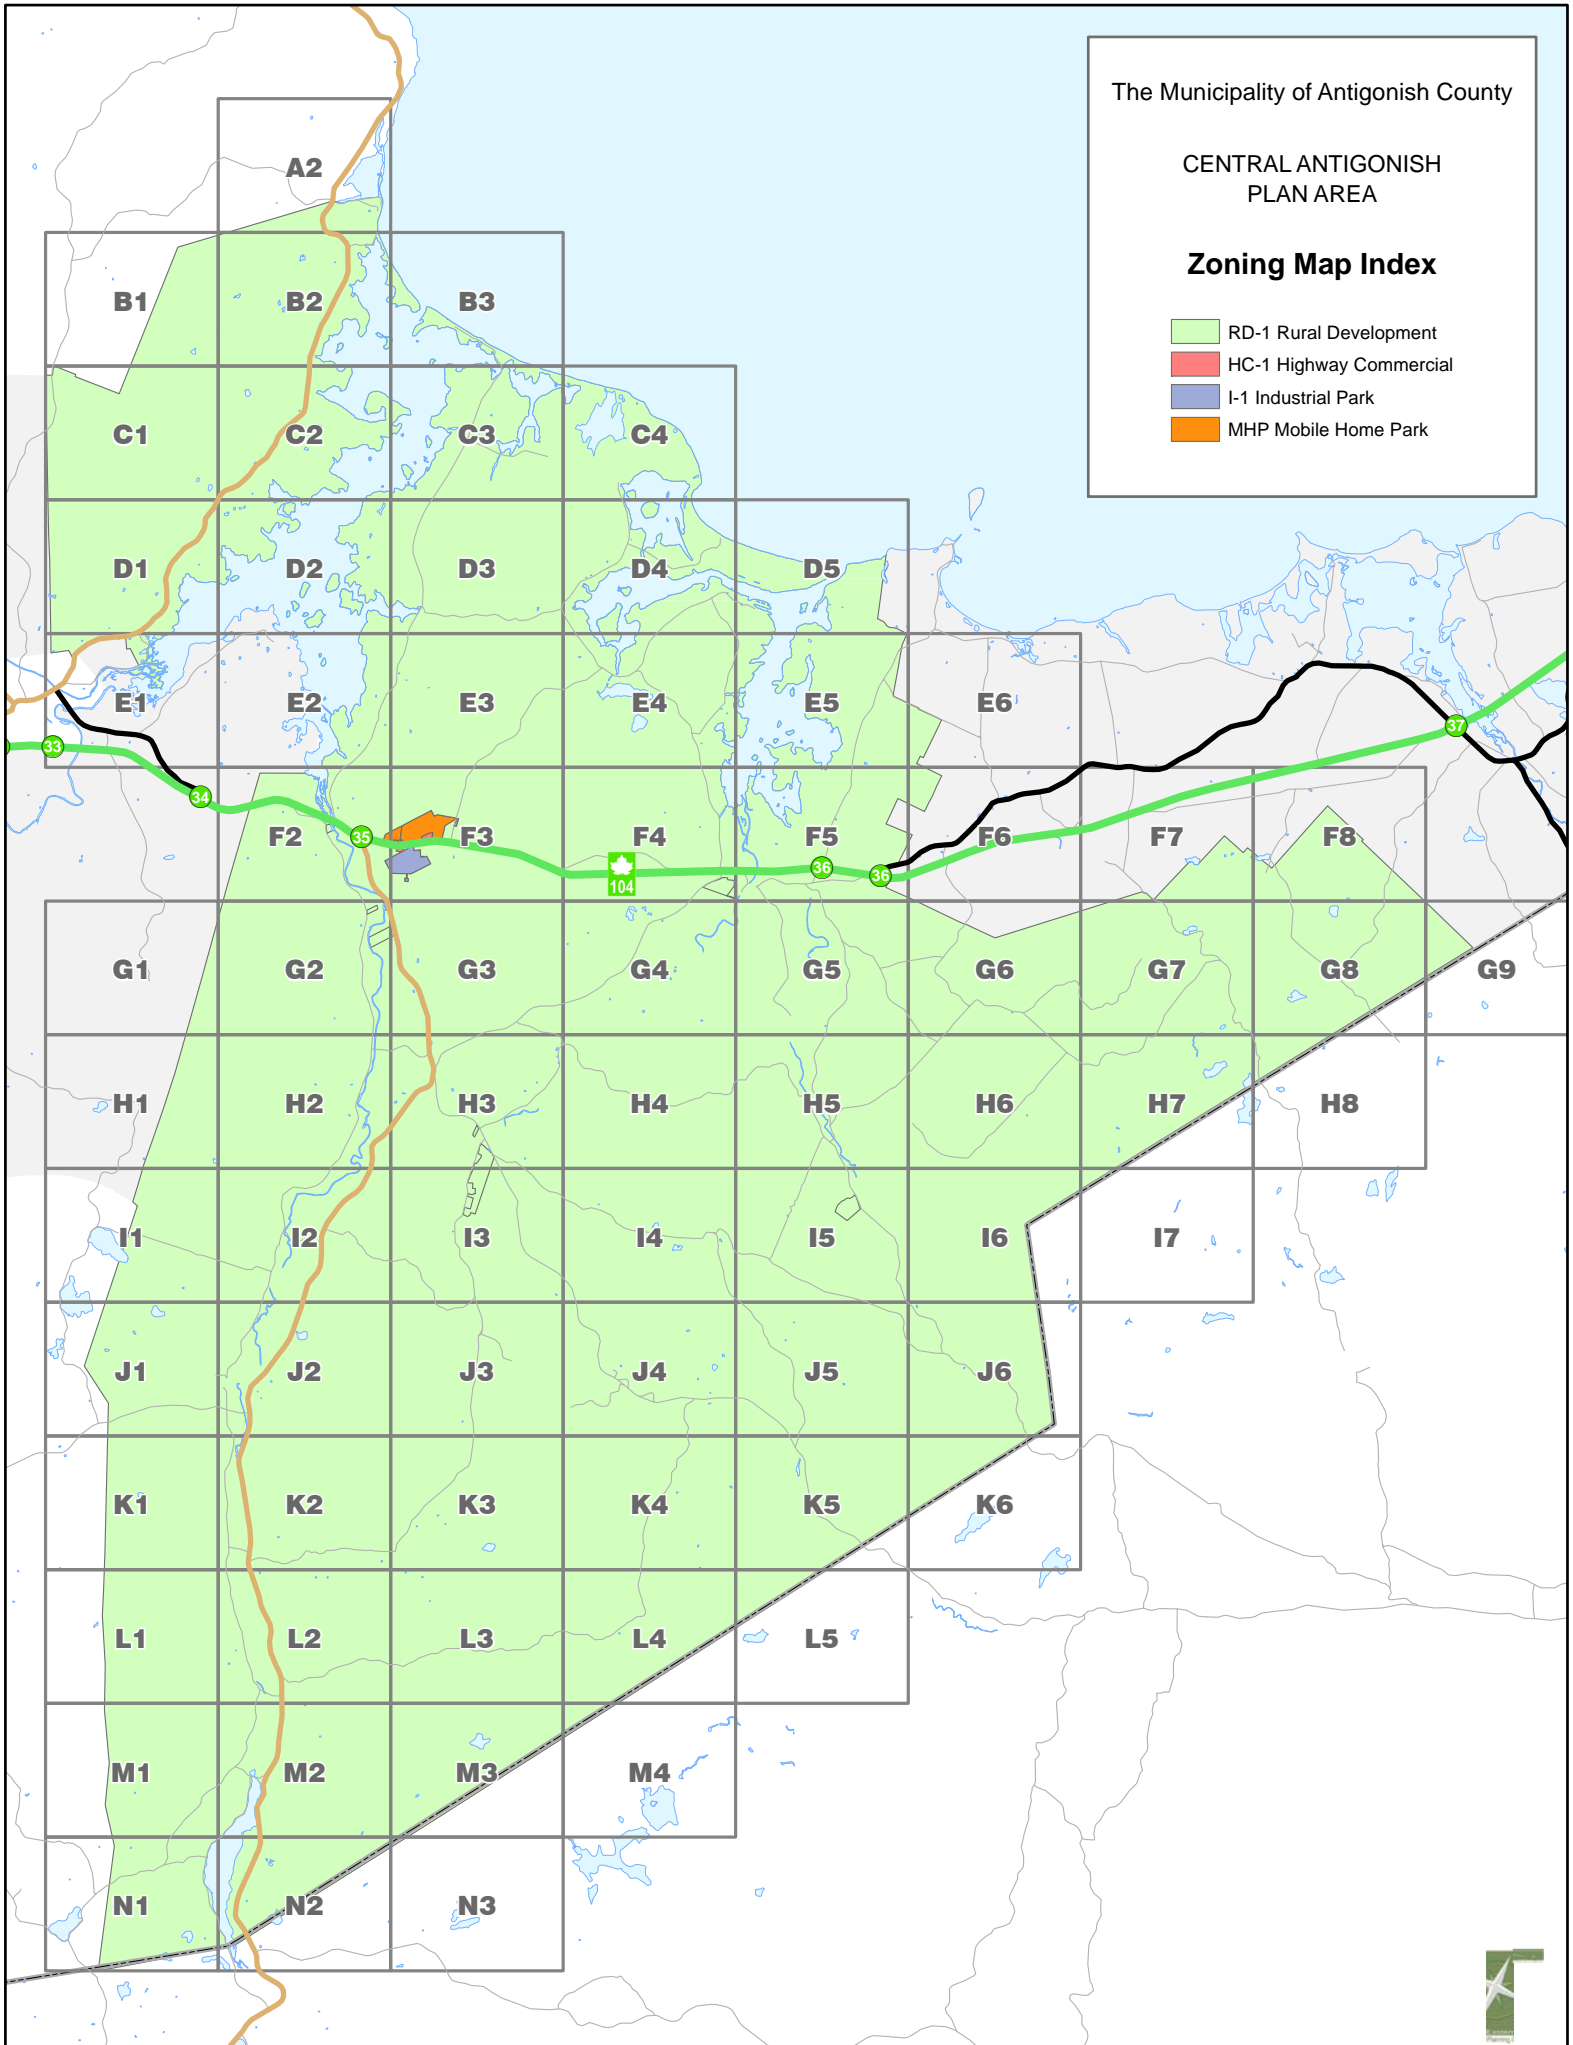 The Municipality of Antigonish County
CENTRAL ANTIGONISH
PLAN AREA
Zoning Map Index
RD-1 Rural Development
HC-1 Highway Commercial
I-1 Industrial Park
MHP Mobile Home Park
A2
B1 B2 B3
C1 C2 C3 C4
D1 D2 D3 D4 D5
E1 E2 E3 E4 E5 E6
37
33
34
F2 35 F3 F4 F5 F6 F7 F8
36
36
104
G1 G2 G3 G4 G5 G6 G7 G8 G9
H1 H2 H3 H4 H5 H6 H7 H8
I1 I2 I3 I4 I5 I6 I7
J1 J2 J3 J4 J5 J6
K1 K2 K3 K4 K5 K6
L1 L2 L3 L4 L5
M1 M2 M3 M4
N1 N2 N3